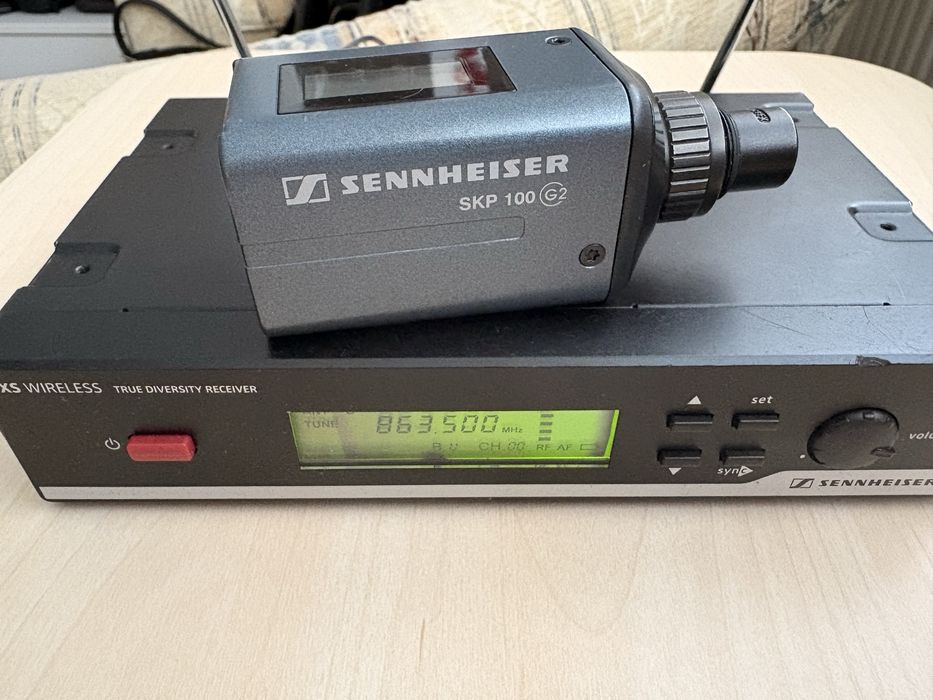 SENNHEISER
SKP 100 G2
XS WIRELESS TRUE DIVERSITY RECEIVER
TUNE 863.500 MHz
CH.00 RF AF
set
sync
SENNHEISER